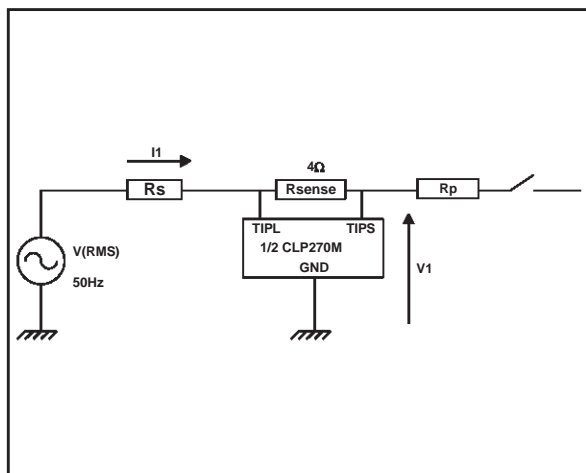 I1
4Ω
Rs
Rsense
Rp
TIPL TIPS
V(RMS)
1/2 CLP270M
GND
V1
50Hz